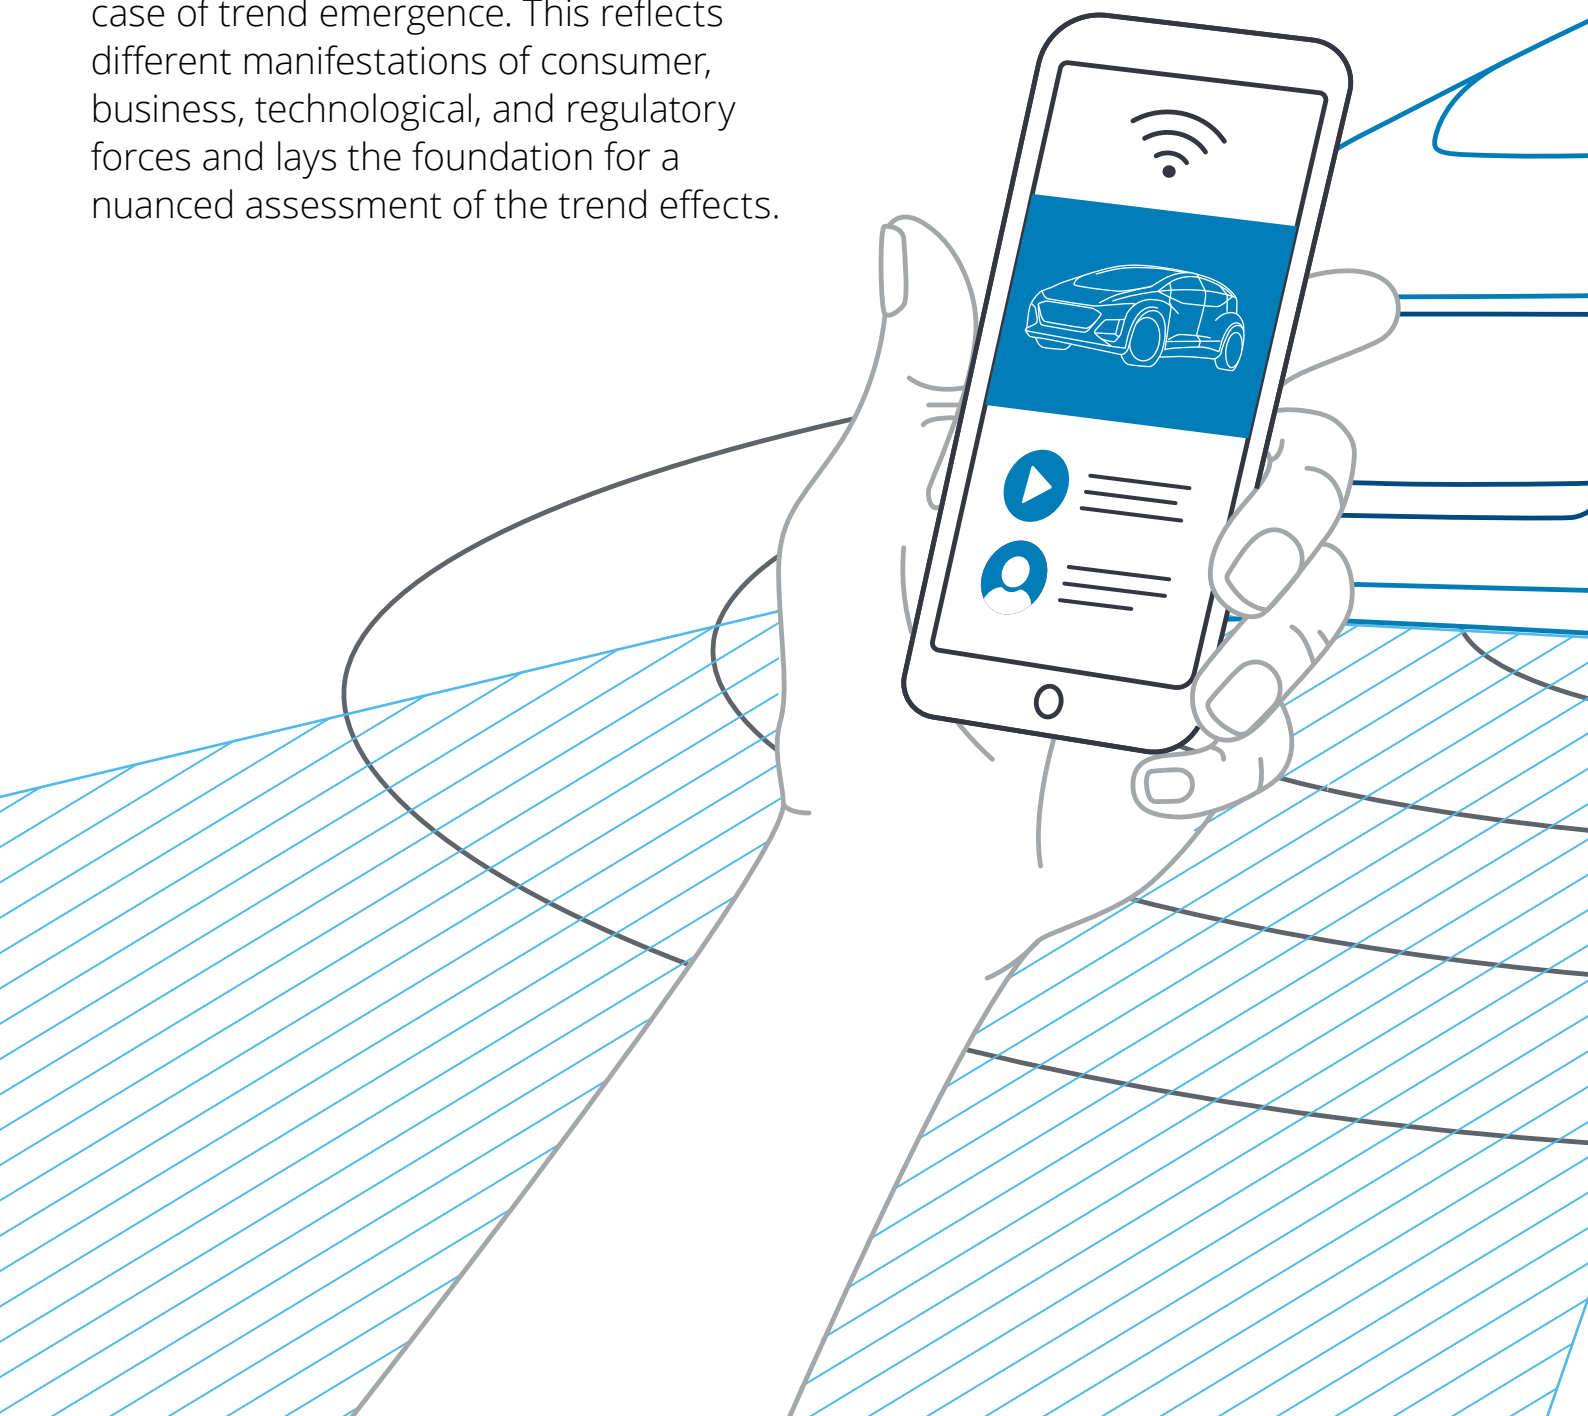 case of trend emergence. This reflects
different manifestations of consumer,
business, technological, and regulatory
forces and lays the foundation for a
nuanced assessment of the trend effects.